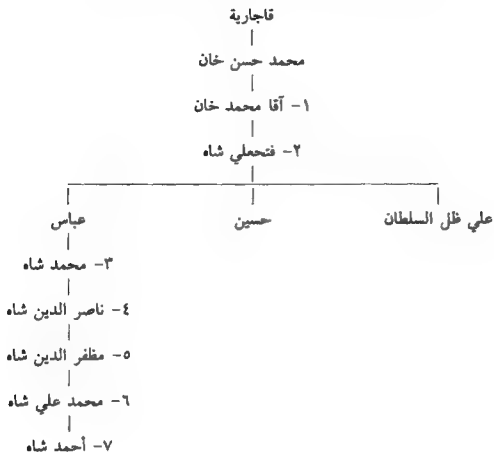 قاجارية
محمد حسن خان
١- آقا محمد خان
٢- فتحعلي شاه
عباس حسين علي ظل السلطان
٣- محمد شاه
٤- ناصر الدين شاه
٥- مظفر الدين شاه
٦- محمد علي شاه
٧- أحمد شاه